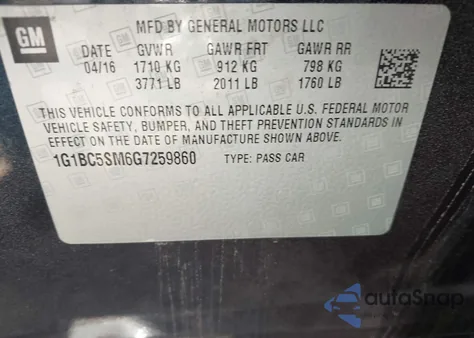 GM
MFD BY GENERAL MOTORS LLC
DATE GVWR GAWR FRT GAWR RR
04/16 1710 KG 912 KG 798 KG
3771 LB 2011 LB 1760 LB
THIS VEHICLE CONFORMS TO ALL APPLICABLE U.S. FEDERAL MOTOR
VEHICLE SAFETY, BUMPER, AND THEFT PREVENTION STANDARDS
IN EFFECT ON THE DATE OF MANUFACTURE SHOWN ABOVE.
1G1BC5SM6G7259860 TYPE: PASS CAR
autoSnap